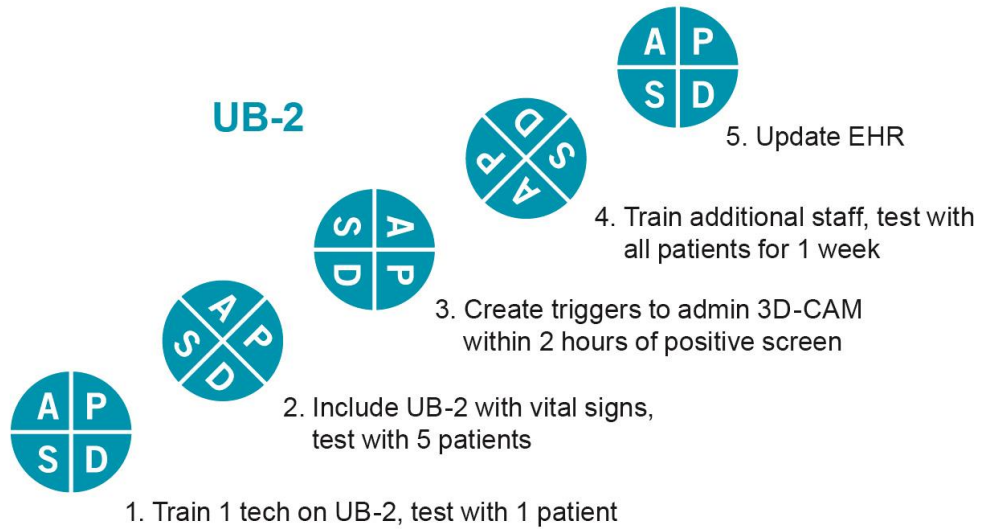 A P
S D
5. Update EHR
UB-2
D
P S
A
4. Train additional staff, test with
all patients for 1 week
S A
D P
3. Create triggers to admin 3D-CAM
within 2 hours of positive screen
A
S P
D
2. Include UB-2 with vital signs,
test with 5 patients
A P
S D
1. Train 1 tech on UB-2, test with 1 patient